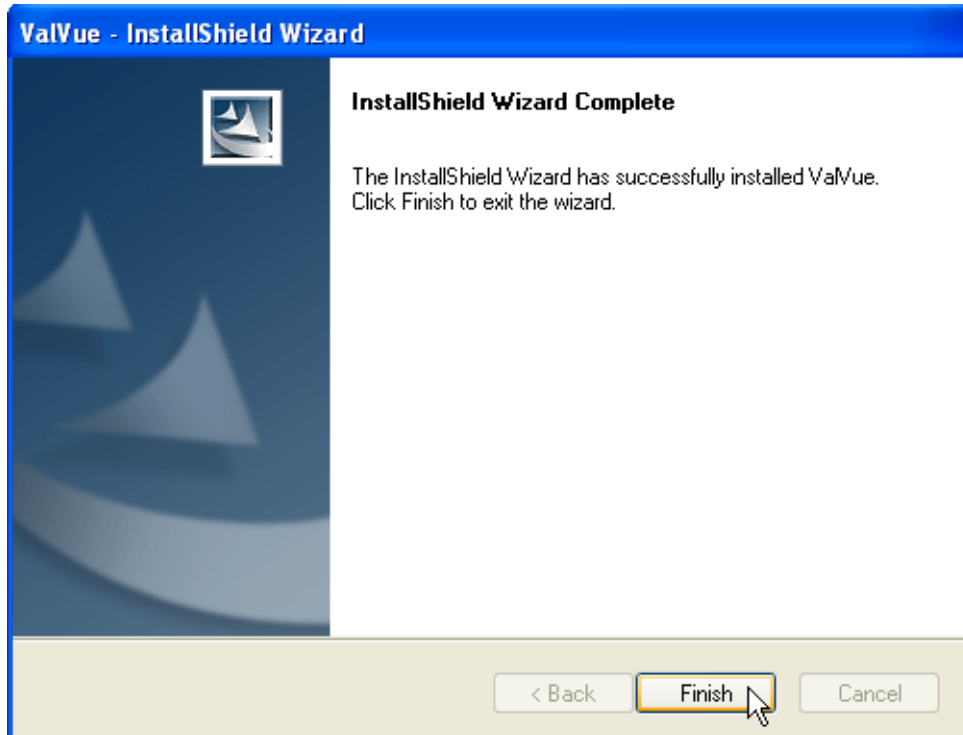 ValVue - InstallShield Wizard
InstallShield Wizard Complete
The InstallShield Wizard has successfully installed ValVue.
Click Finish to exit the wizard.
< Back
Finish
Cancel